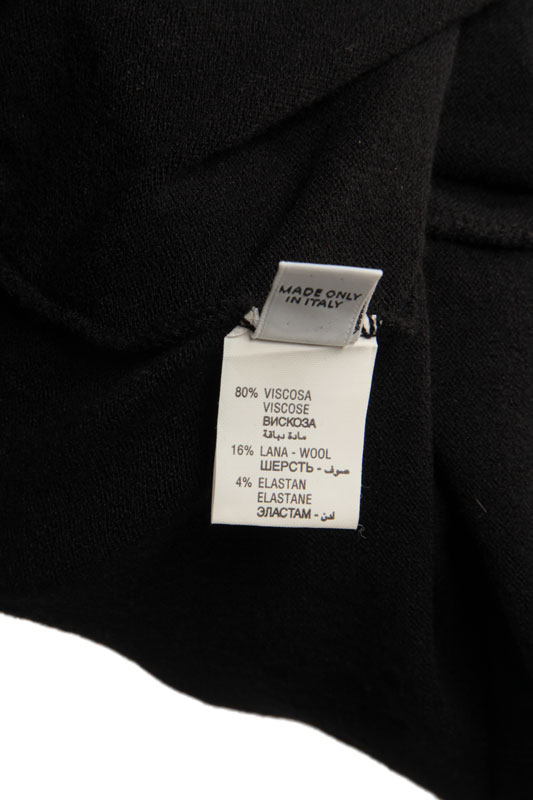 MADE ONLY
IN ITALY
80% VISCOSA
VISCOSE
ВИСКОЗА
مادة دباقة
16% LANA - WOOL
ШЕРСТЬ - صوف
4% ELASTAN
ELASTANE
ЭЛАСТАМ - لدن